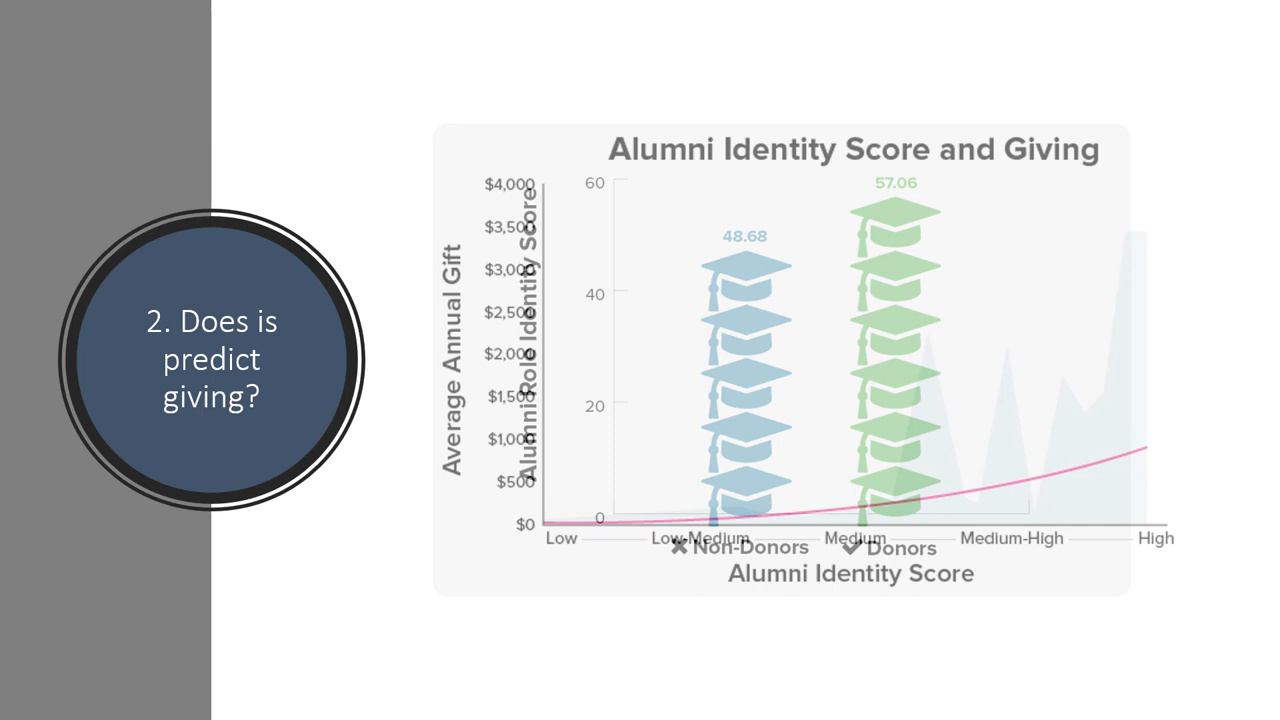 2. Does is
predict
giving?
Alumni Identity Score and Giving
Average Annual Gift
Alumni Role Identity Score
$4,000
$3,500
$3,000
$2,500
$2,000
$1,500
$1,000
$500
$0
60
40
20
0
48.68
57.06
Low
Low-Medium
Medium
Medium-High
High
Non-Donors
Donors
Alumni Identity Score